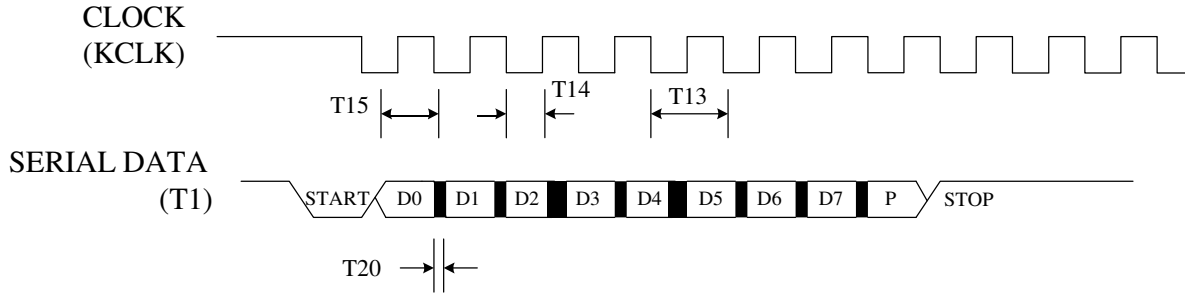 CLOCK
(KCLK)
T15
T14
T13
SERIAL DATA
(T1)
START D0 D1 D2 D3 D4 D5 D6 D7 P STOP
T20